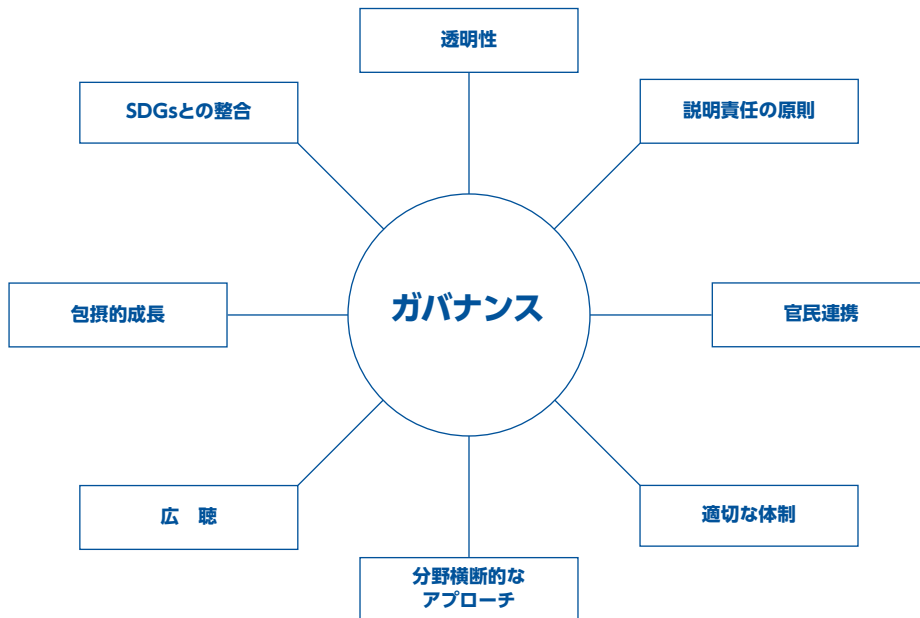 透明性
SDGsとの整合
説明責任の原則
ガバナンス
包摂的成長
官民連携
広　聴
適切な体制
分野横断的な
アプローチ